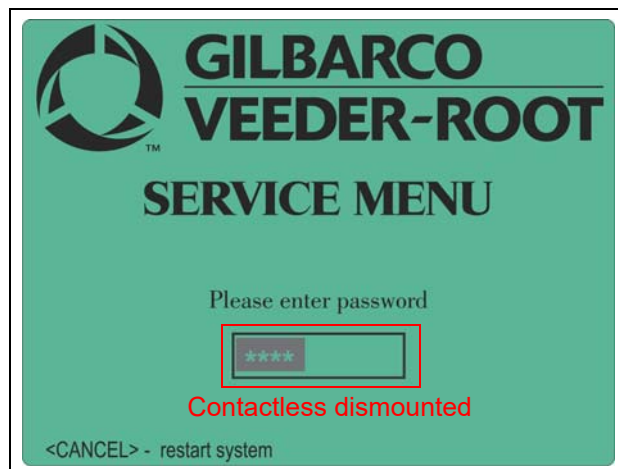 GILBARCO
VEEDER-ROOT
TM
SERVICE MENU
Please enter password
****
Contactless dismounted
<CANCEL> - restart system